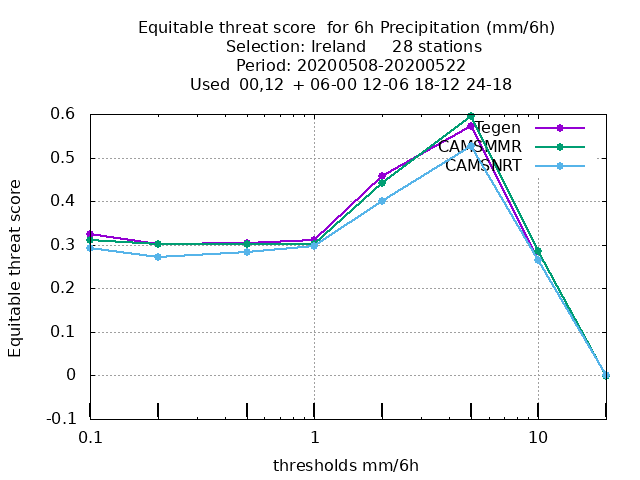 Equitable threat score  for 6h Precipitation (mm/6h)
Selection: Ireland     28 stations
Period: 20200508-20200522
Used  00,12  + 06-00 12-06 18-12 24-18
Tegen
CAMSMMR
CAMSNRT
Equitable threat score
0.6
0.5
0.4
0.3
0.2
0.1
0
-0.1
0.1 1 10
thresholds mm/6h